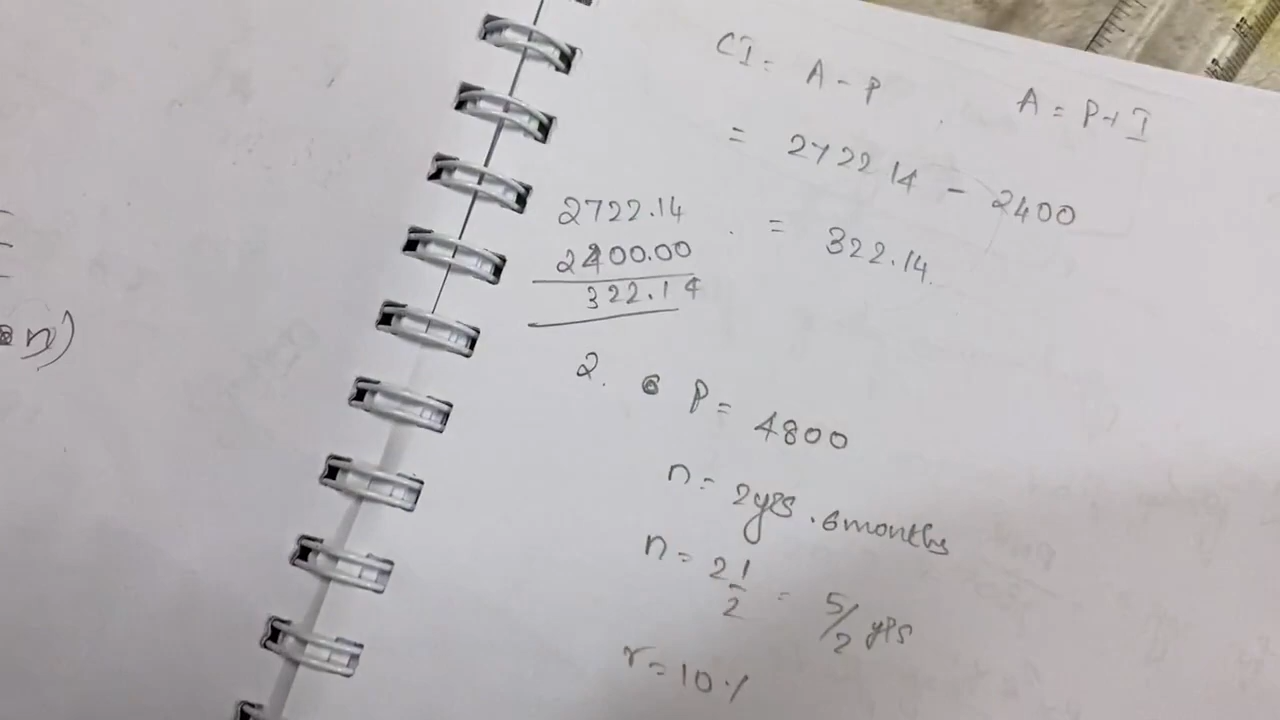 n)
CI = A - P
A = P + I
= 2722.14 - 2400
= 322.14
2722.14
2400.00
322.14
2. P = 4800
n = 2yrs. 6months
n = 2 1/2 = 5/2 yrs
r = 10%